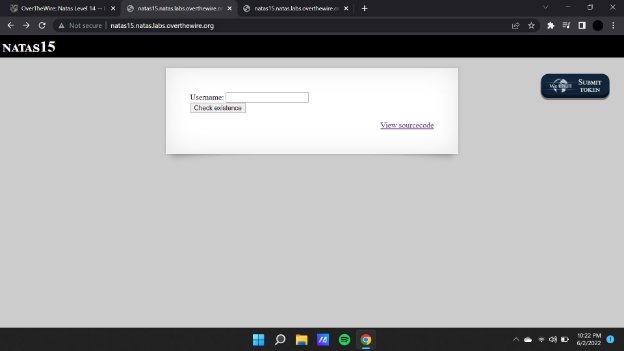 OverTheWire: Natas Level 14 —
natas15.natas.labs.overthewire.or
natas15.natas.labs.overthewire.or
Not secure
natas15.natas.labs.overthewire.org
NATAS15
Username:
Check existence
View sourcecode
SUBMIT
TOKEN
10:22 PM
6/2/2022